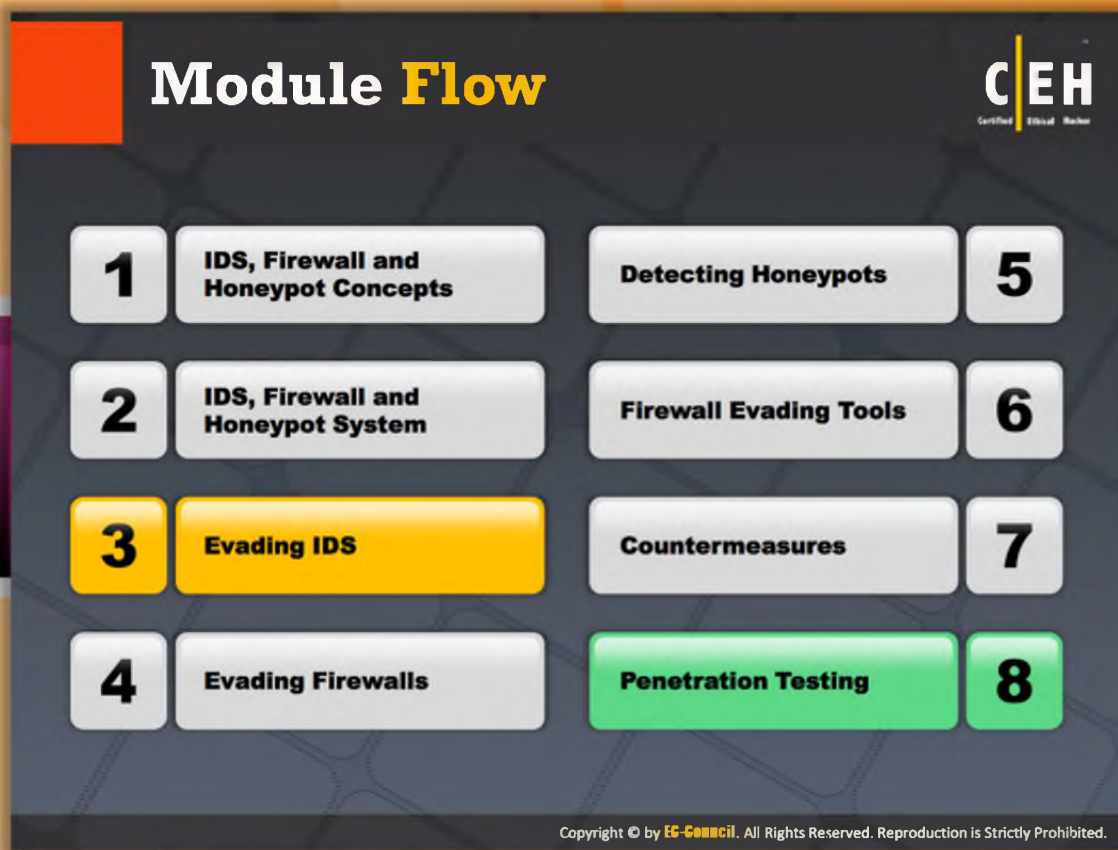 Module Flow
CEH
Certified Ethical Hacker
1
IDS, Firewall and
Honeypot Concepts
2
IDS, Firewall and
Honeypot System
3
Evading IDS
4
Evading Firewalls
Detecting Honeypots
5
Firewall Evading Tools
6
Countermeasures
7
Penetration Testing
8
Copyright © by EC-Council. All Rights Reserved. Reproduction is Strictly Prohibited.